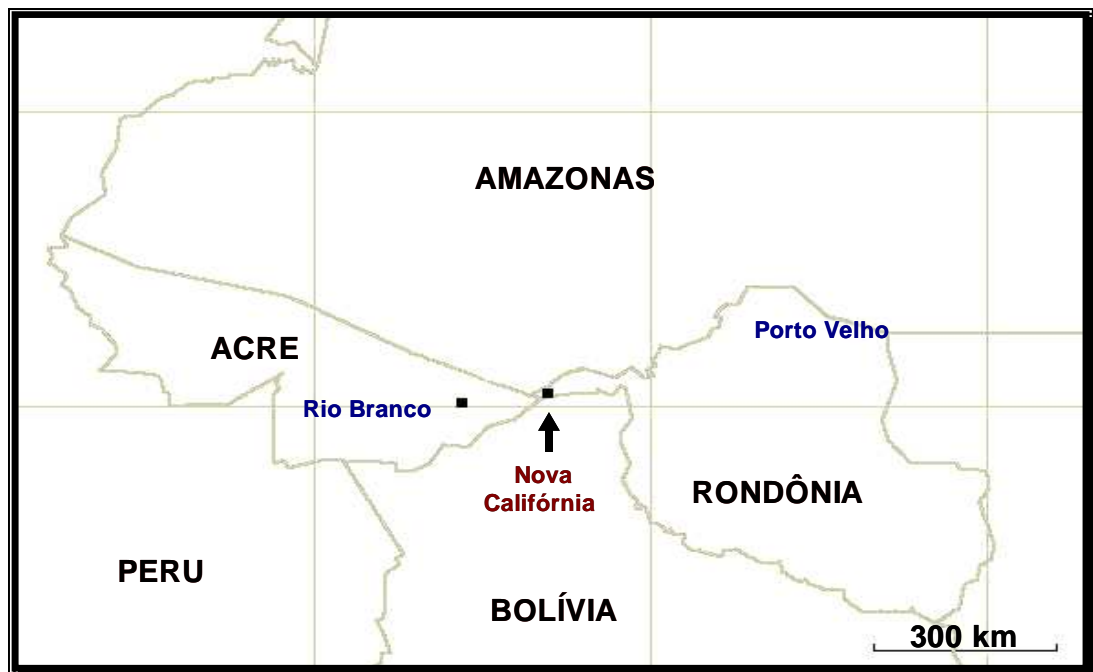 AMAZONAS
Porto Velho
ACRE
Rio Branco
Nova
Califórnia
RONDÔNIA
PERU
BOLÍVIA
300 km